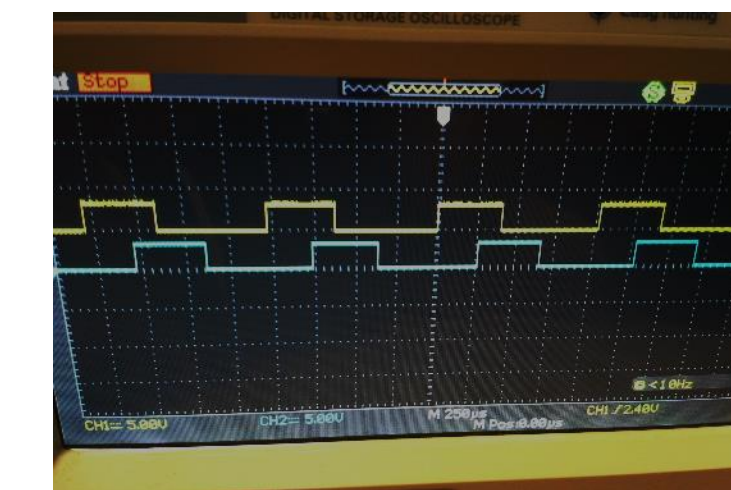 DIGITAL STORAGE OSCILLOSCOPE
Stop
<10Hz
CH1 5.00V CH2 5.00V M 250µs CH1 / 2.40V
M Pos:0.00µs